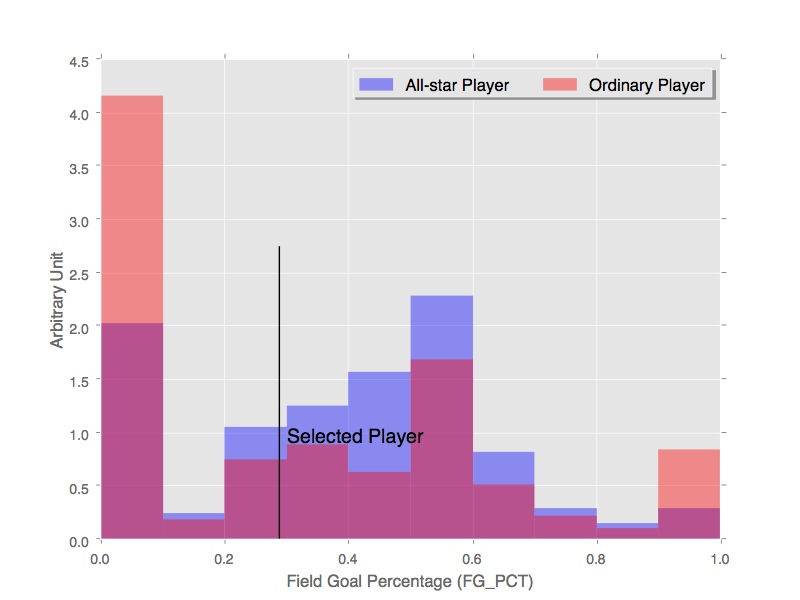 4.5
All-star Player Ordinary Player
4.0
3.5
3.0
2.5
2.0
1.5
1.0
0.5
0.0
Arbitrary Unit
Selected Player
0.0 0.2 0.4 0.6 0.8 1.0
Field Goal Percentage (FG_PCT)